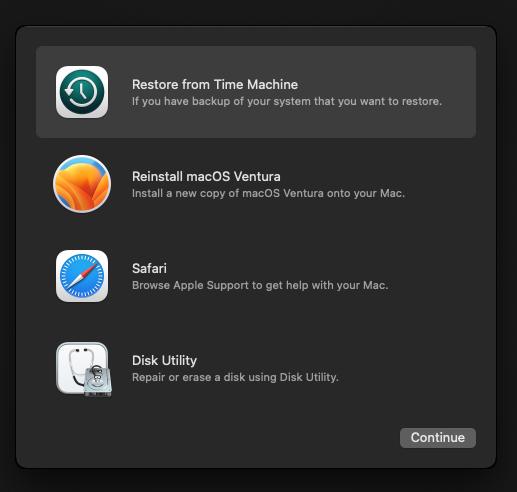 Restore from Time Machine
If you have backup of your system that you want to restore.
Reinstall macOS Ventura
Install a new copy of macOS Ventura onto your Mac.
Safari
Browse Apple Support to get help with your Mac.
Disk Utility
Repair or erase a disk using Disk Utility.
Continue